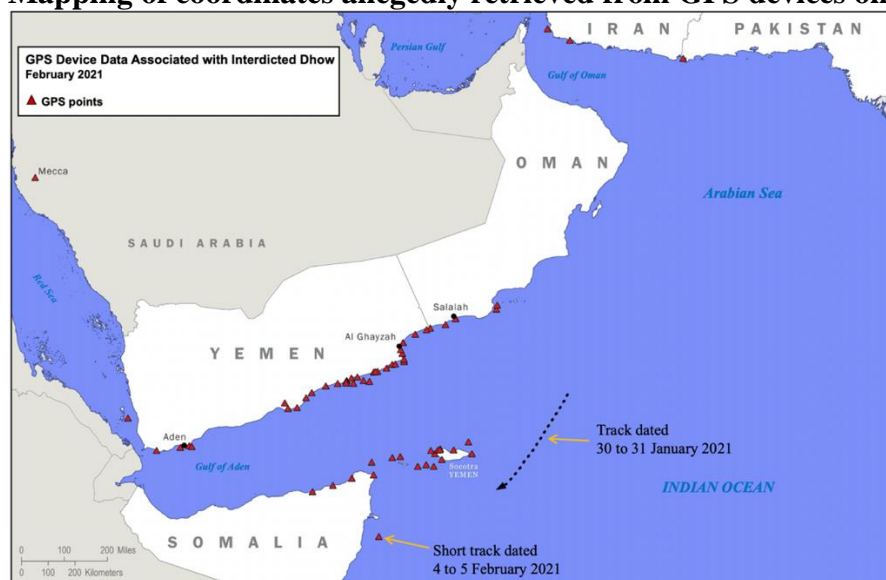 Mapping of coordinates allegedly retrieved from GPS devices on
GPS Device Data Associated with Interdicted Dhow
February 2021
GPS points
IRAN
PAKISTAN
Persian Gulf
Gulf of Oman
OMAN
Mecca
Arabian Sea
SAUDI ARABIA
Red Sea
Salalah
Al Ghayzah
YEMEN
Aden
Track dated
30 to 31 January 2021
Gulf of Aden
Socotra
YEMEN
INDIAN OCEAN
SOMALIA
Short track dated
4 to 5 February 2021
0 100 200 Miles
0 100 200 Kilometers